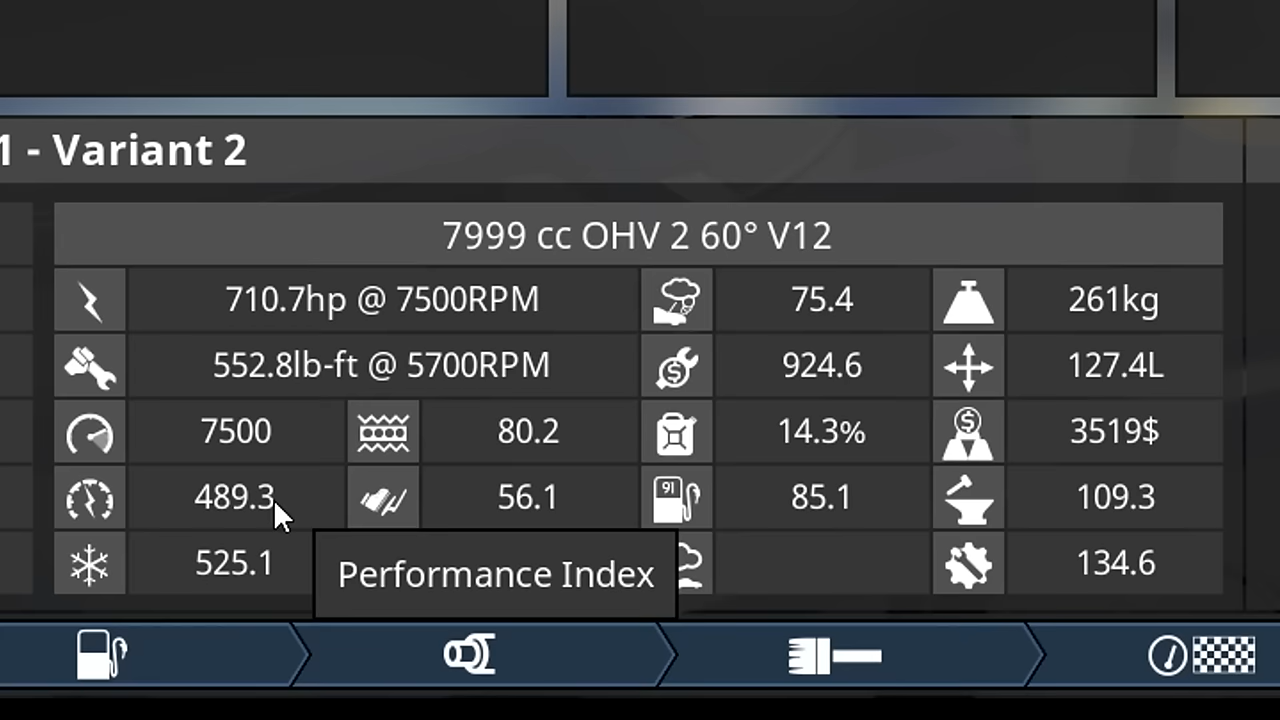 1 - Variant 2
7999 cc OHV 2 60° V12
710.7hp @ 7500RPM 75.4 261kg
552.8lb-ft @ 5700RPM 924.6 127.4L
7500 80.2 14.3% 3519$
489.3 56.1 91 85.1 109.3
525.1 134.6
Performance Index